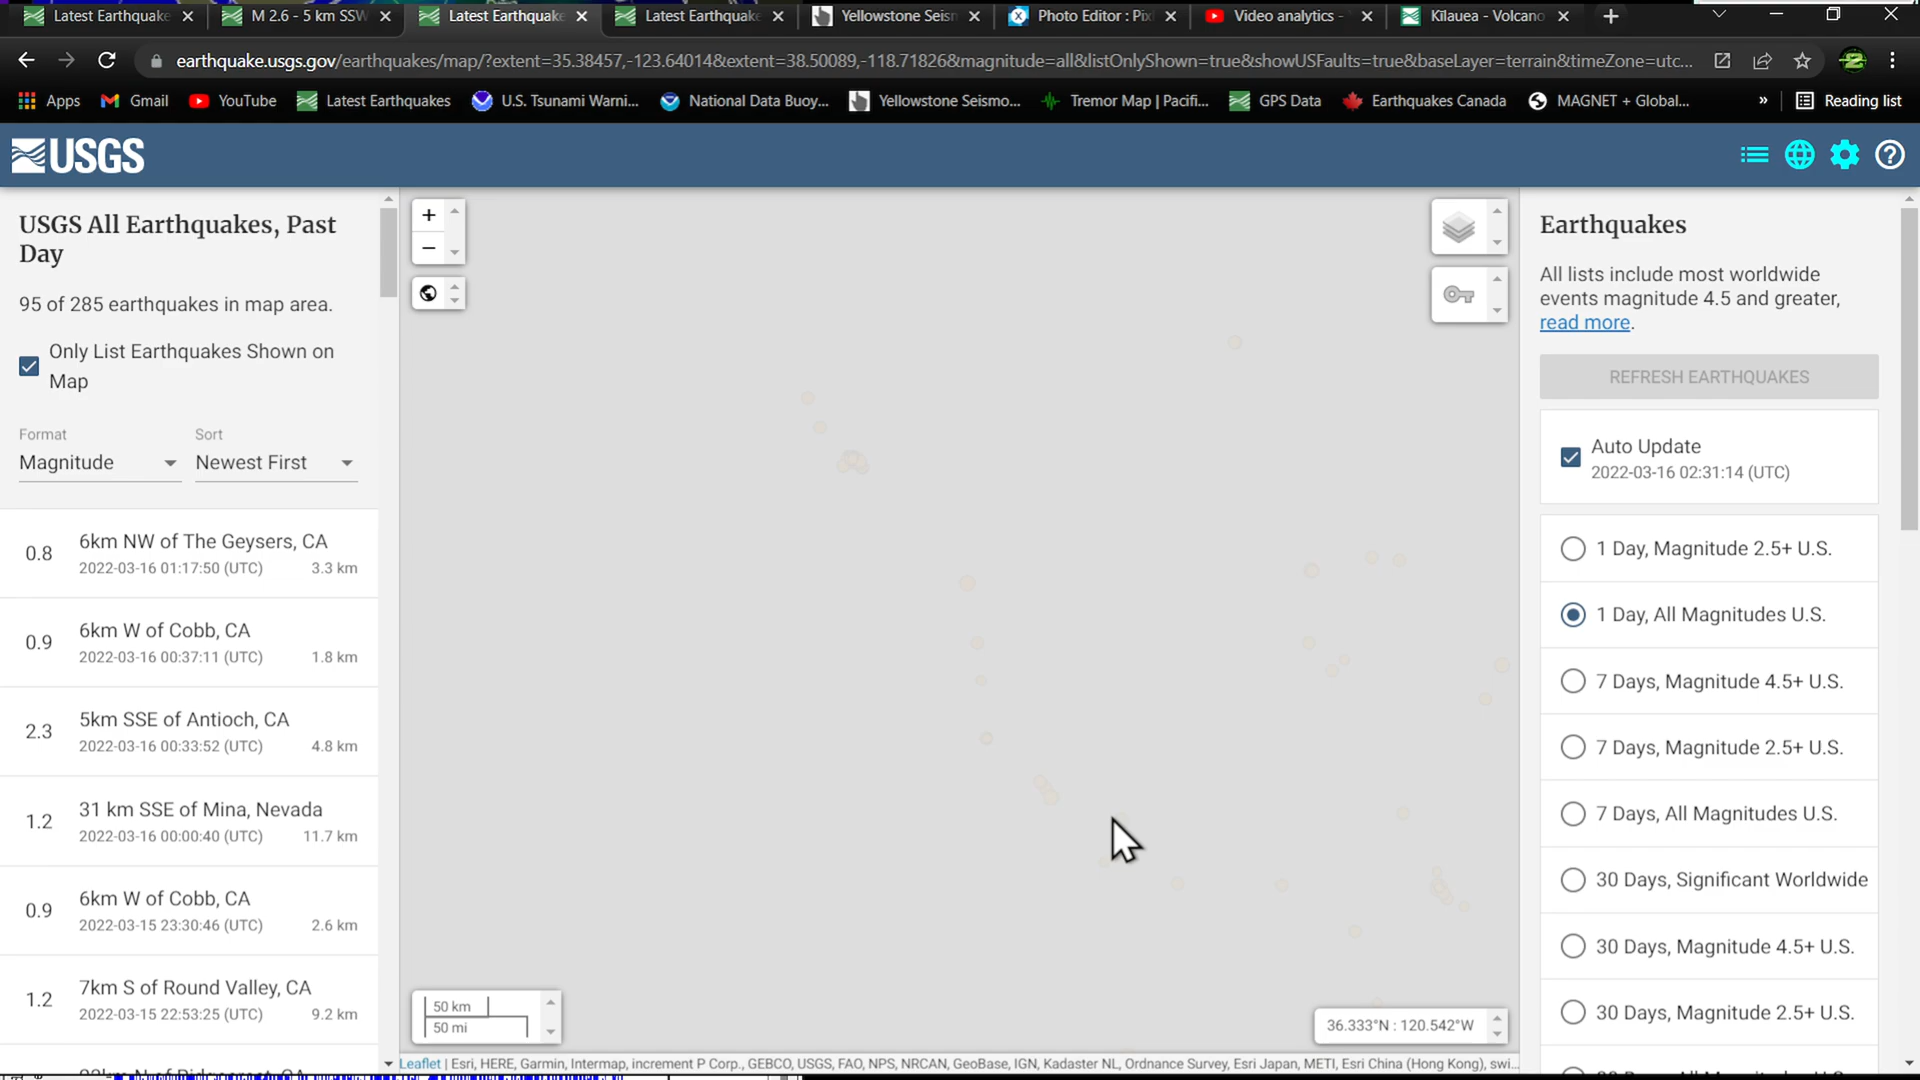 Latest Earthquake
M 2.6 - 5 km SSW
Latest Earthquake
Latest Earthquake
Yellowstone Seism
Photo Editor : Pixl
Video analytics -
Kīlauea - Volcano
earthquake.usgs.gov/earthquakes/map/?extent=35.38457,-123.64014&extent=38.50089,-118.71826&magnitude=all&listOnlyShown=true&showUSFaults=true&baseLayer=terrain&timeZone=utc...
Apps
Gmail
YouTube
Latest Earthquakes
U.S. Tsunami Warni...
National Data Buoy...
Yellowstone Seismo...
Tremor Map | Pacifi...
GPS Data
Earthquakes Canada
MAGNET + Global...
»
Reading list
USGS
USGS All Earthquakes, Past
Day
95 of 285 earthquakes in map area.
Only List Earthquakes Shown on
Map
Format
Sort
Magnitude
Newest First
0.8
6km NW of The Geysers, CA
2022-03-16 01:17:50 (UTC)
3.3 km
0.9
6km W of Cobb, CA
2022-03-16 00:37:11 (UTC)
1.8 km
2.3
5km SSE of Antioch, CA
2022-03-16 00:33:52 (UTC)
4.8 km
1.2
31 km SSE of Mina, Nevada
2022-03-16 00:00:40 (UTC)
11.7 km
0.9
6km W of Cobb, CA
2022-03-15 23:30:46 (UTC)
2.6 km
1.2
7km S of Round Valley, CA
2022-03-15 22:53:25 (UTC)
9.2 km
+
−
50 km
50 mi
36.333°N : 120.542°W
Leaflet | Esri, HERE, Garmin, Intermap, increment P Corp., GEBCO, USGS, FAO, NPS, NRCAN, GeoBase, IGN, Kadaster NL, Ordnance Survey, Esri Japan, METI, Esri China (Hong Kong), swi...
Earthquakes
All lists include most worldwide
events magnitude 4.5 and greater,
read more.
REFRESH EARTHQUAKES
Auto Update
2022-03-16 02:31:14 (UTC)
1 Day, Magnitude 2.5+ U.S.
1 Day, All Magnitudes U.S.
7 Days, Magnitude 4.5+ U.S.
7 Days, Magnitude 2.5+ U.S.
7 Days, All Magnitudes U.S.
30 Days, Significant Worldwide
30 Days, Magnitude 4.5+ U.S.
30 Days, Magnitude 2.5+ U.S.